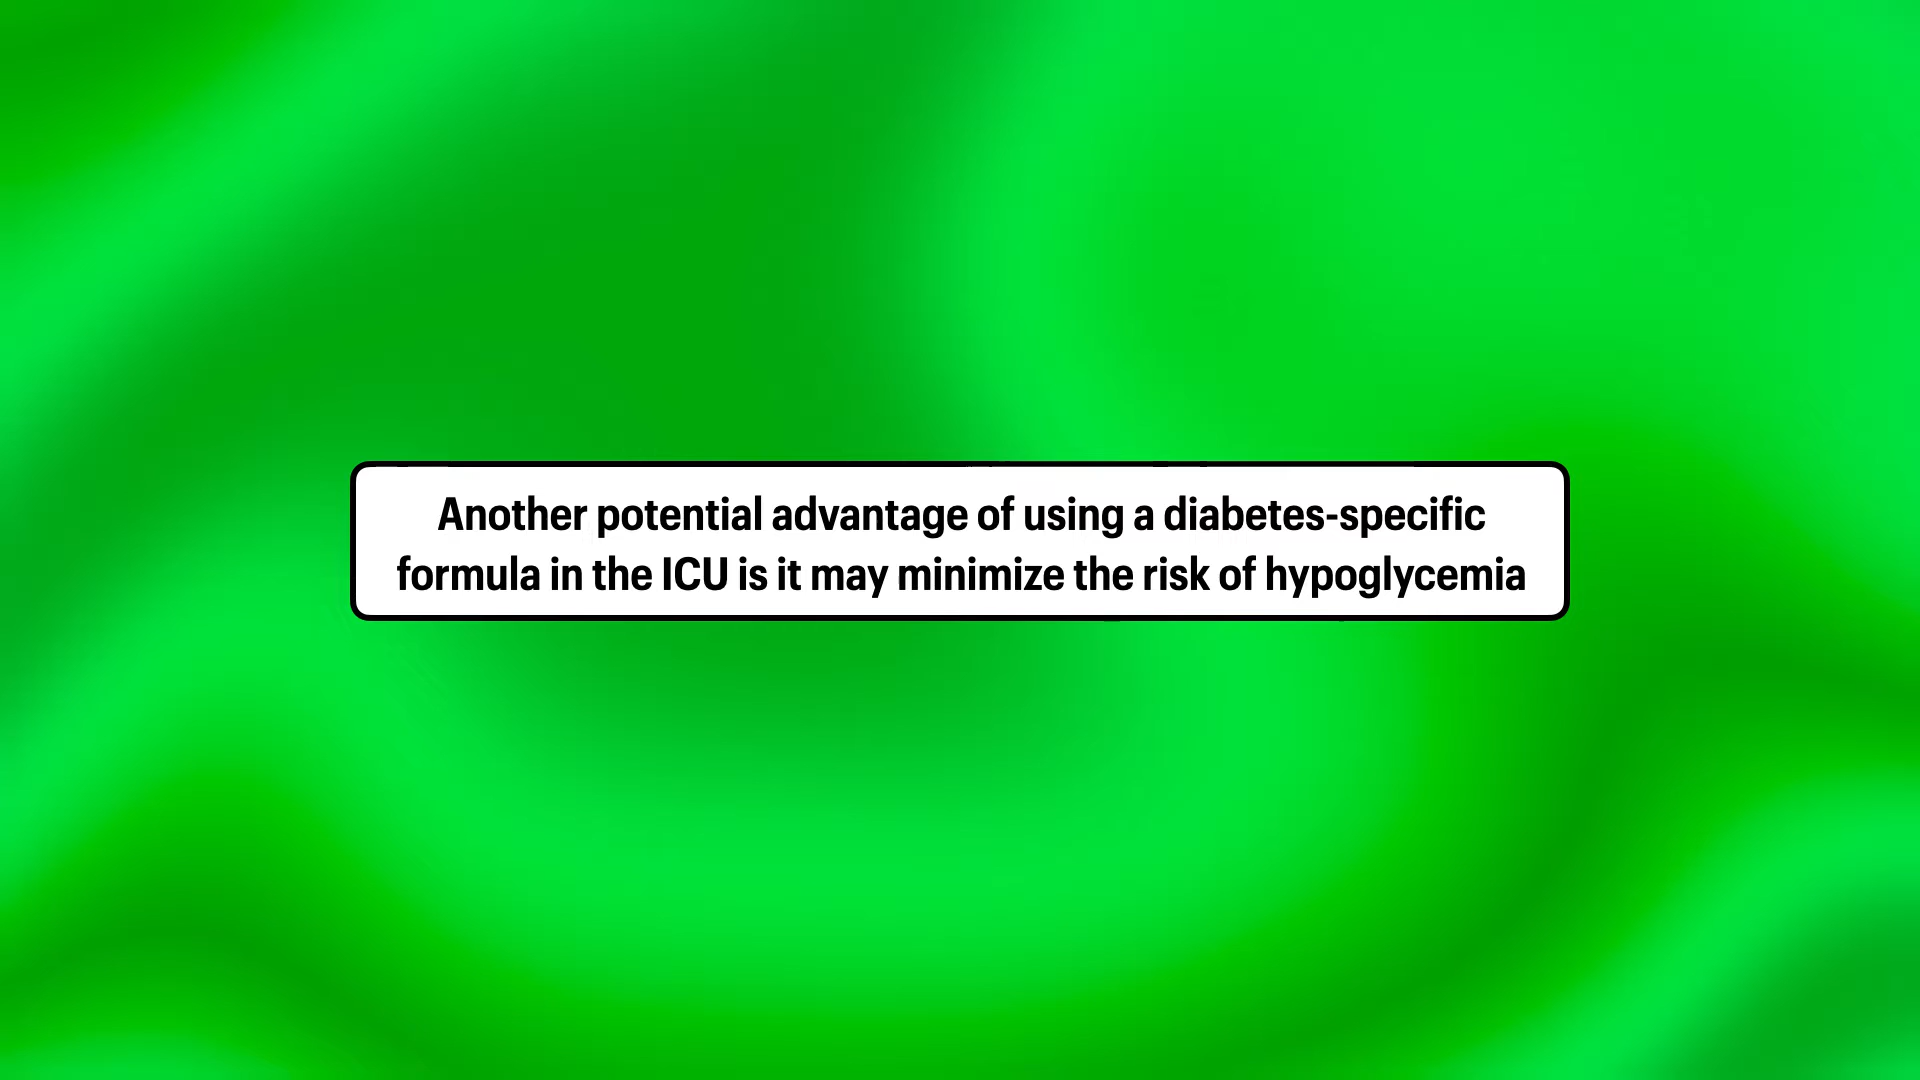 Another potential advantage of using a diabetes-specific
formula in the ICU is it may minimize the risk of hypoglycemia